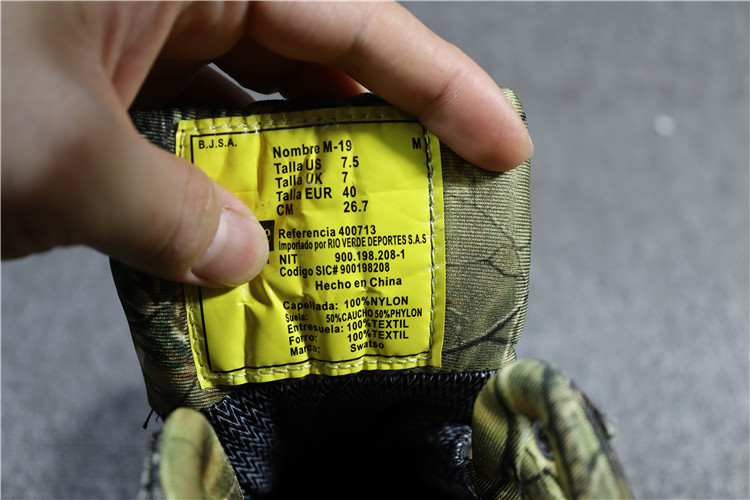 B.J.S.A. M
Nombre M-19
Talla US 7.5
Talla UK 7
Talla EUR 40
CM 26.7
Referencia 400713
Importado por RIO VERDE DEPORTES S.A.S
NIT 900.198.208-1
Codigo SIC# 900198208
Hecho en China
Capellada: 100%NYLON
Suela: 50%CAUCHO 50%PHYLON
Entresuela: 100%TEXTIL
Forro: 100%TEXTIL
Marca: Swatso